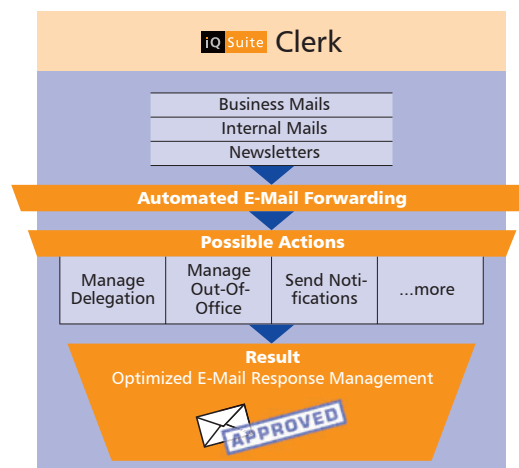 iQ Suite Clerk
Business Mails
Internal Mails
Newsletters
Automated E-Mail Forwarding
Possible Actions
Manage
Delegation
Manage
Out-Of-
Office
Send Noti-
fications
...more
Result
Optimized E-Mail Response Management
APPROVED